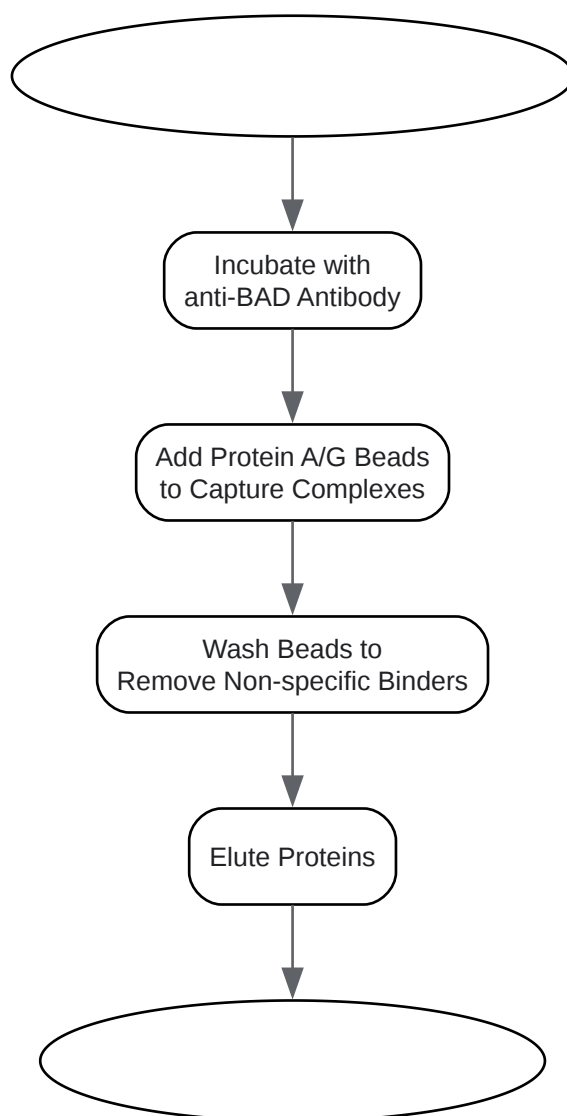 Incubate with
anti-BAD Antibody
Add Protein A/G Beads
to Capture Complexes
Wash Beads to
Remove Non-specific Binders
Elute Proteins